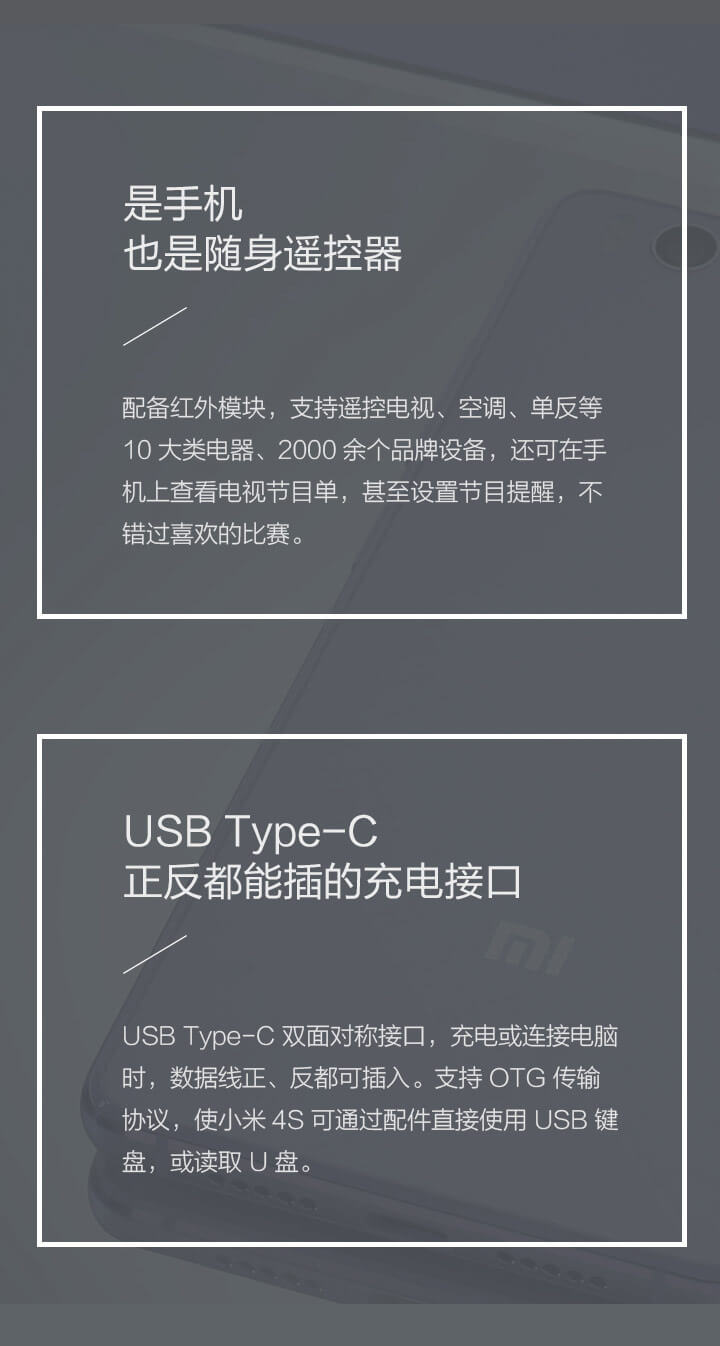 是手机
也是随身遥控器
配备红外模块，支持遥控电视、空调、单反等
10 大类电器、2000 余个品牌设备，还可在手
机上查看电视节目单，甚至设置节目提醒，不
错过喜欢的比赛。
USB Type-C
正反都能插的充电接口
MI
USB Type-C 双面对称接口，充电或连接电脑
时，数据线正、反都可插入。支持 OTG 传输
协议，使小米 4S 可通过配件直接使用 USB 键
盘，或读取 U 盘。